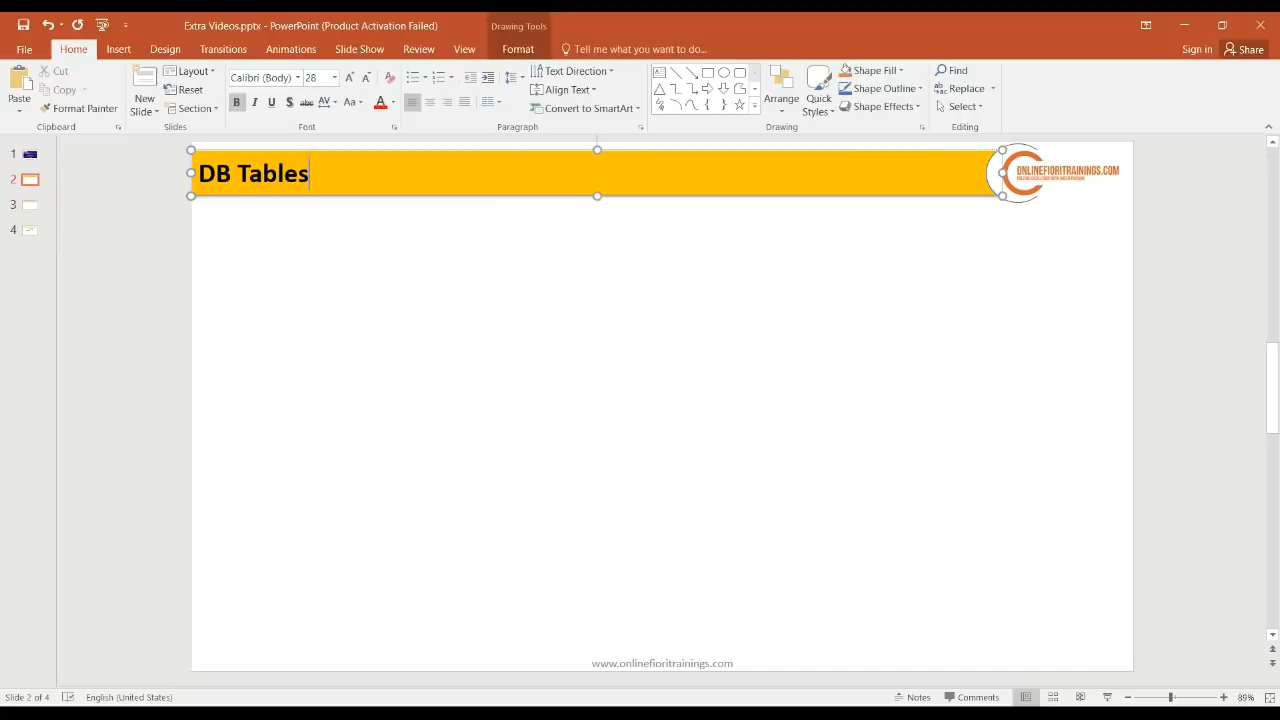 Extra Videos.pptx - PowerPoint (Product Activation Failed)
Drawing Tools
File Home Insert Design Transitions Animations Slide Show Review View Format Tell me what you want to do... Sign in Share
Paste
Cut
Copy
Format Painter
Clipboard
New Slide
Layout
Reset
Section
Slides
Calibri (Body) 28
B I U S abc AV Aa A
Font
Text Direction
Align Text
Convert to SmartArt
Paragraph
Arrange
Quick Styles
Shape Fill
Shape Outline
Shape Effects
Drawing
Find
Replace
Select
Editing
1
2
3
4
DB Tables
ONLINEFIORITRAININGS.COM
www.onlinefioritrainings.com
Slide 2 of 4 English (United States) Notes Comments 89%